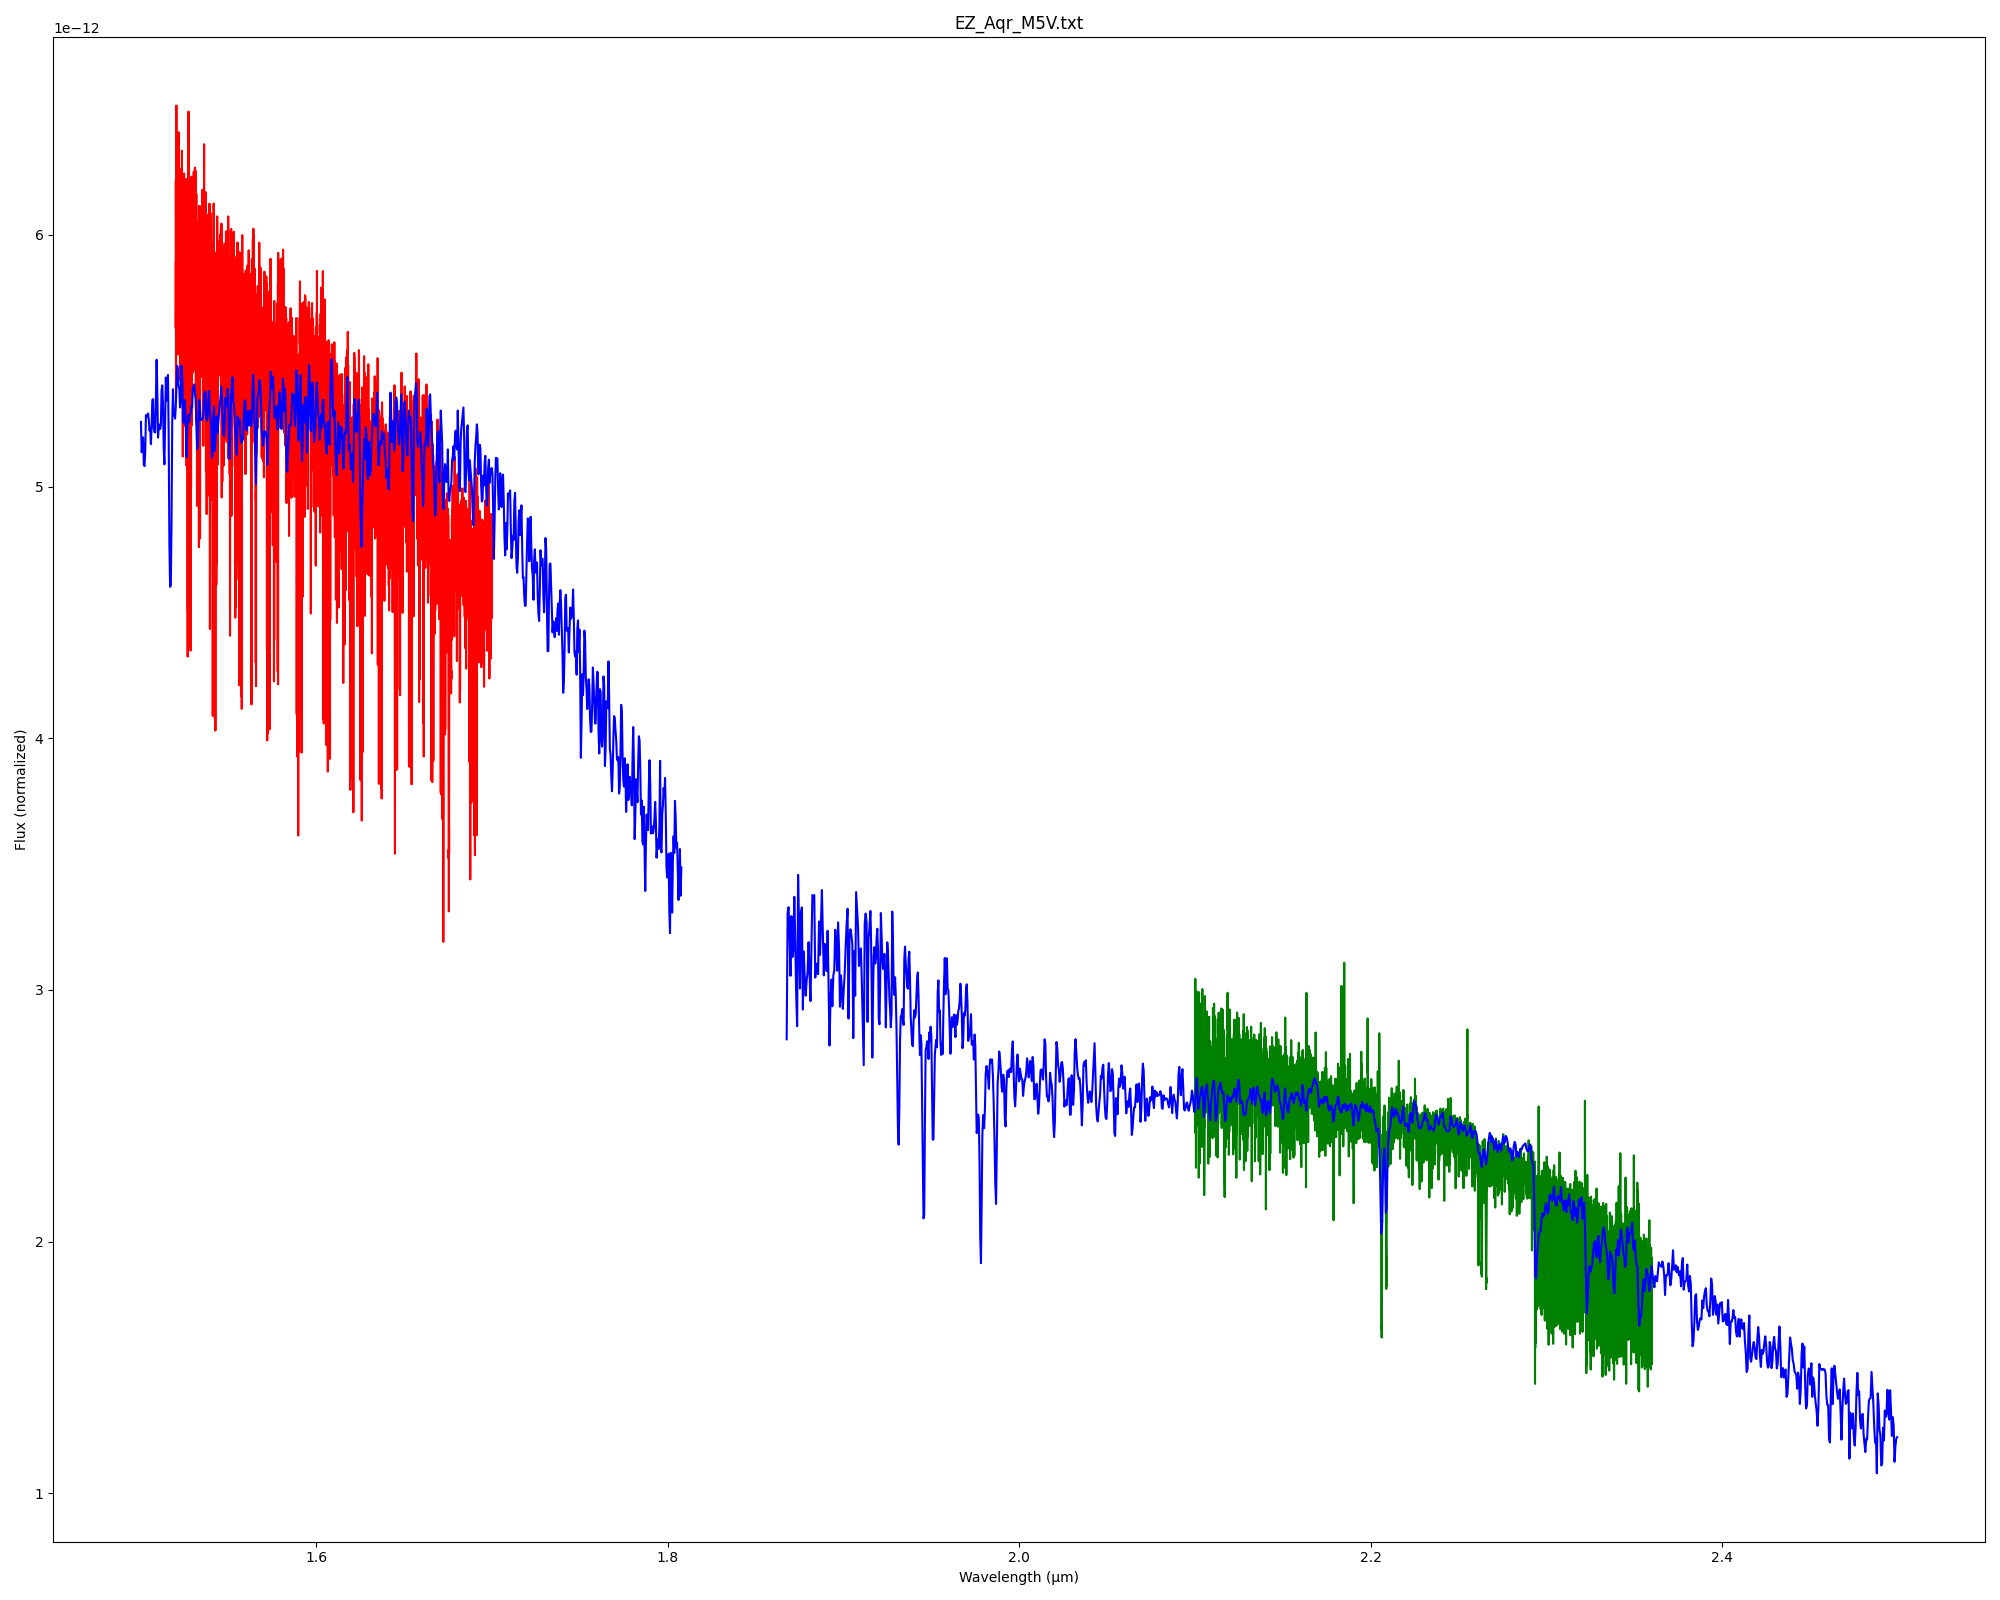 EZ_Aqr_M5V.txt
1e−12
6
5
4
3
2
1
Flux (normalized)
1.6 1.8 2.0 2.2 2.4
Wavelength (μm)